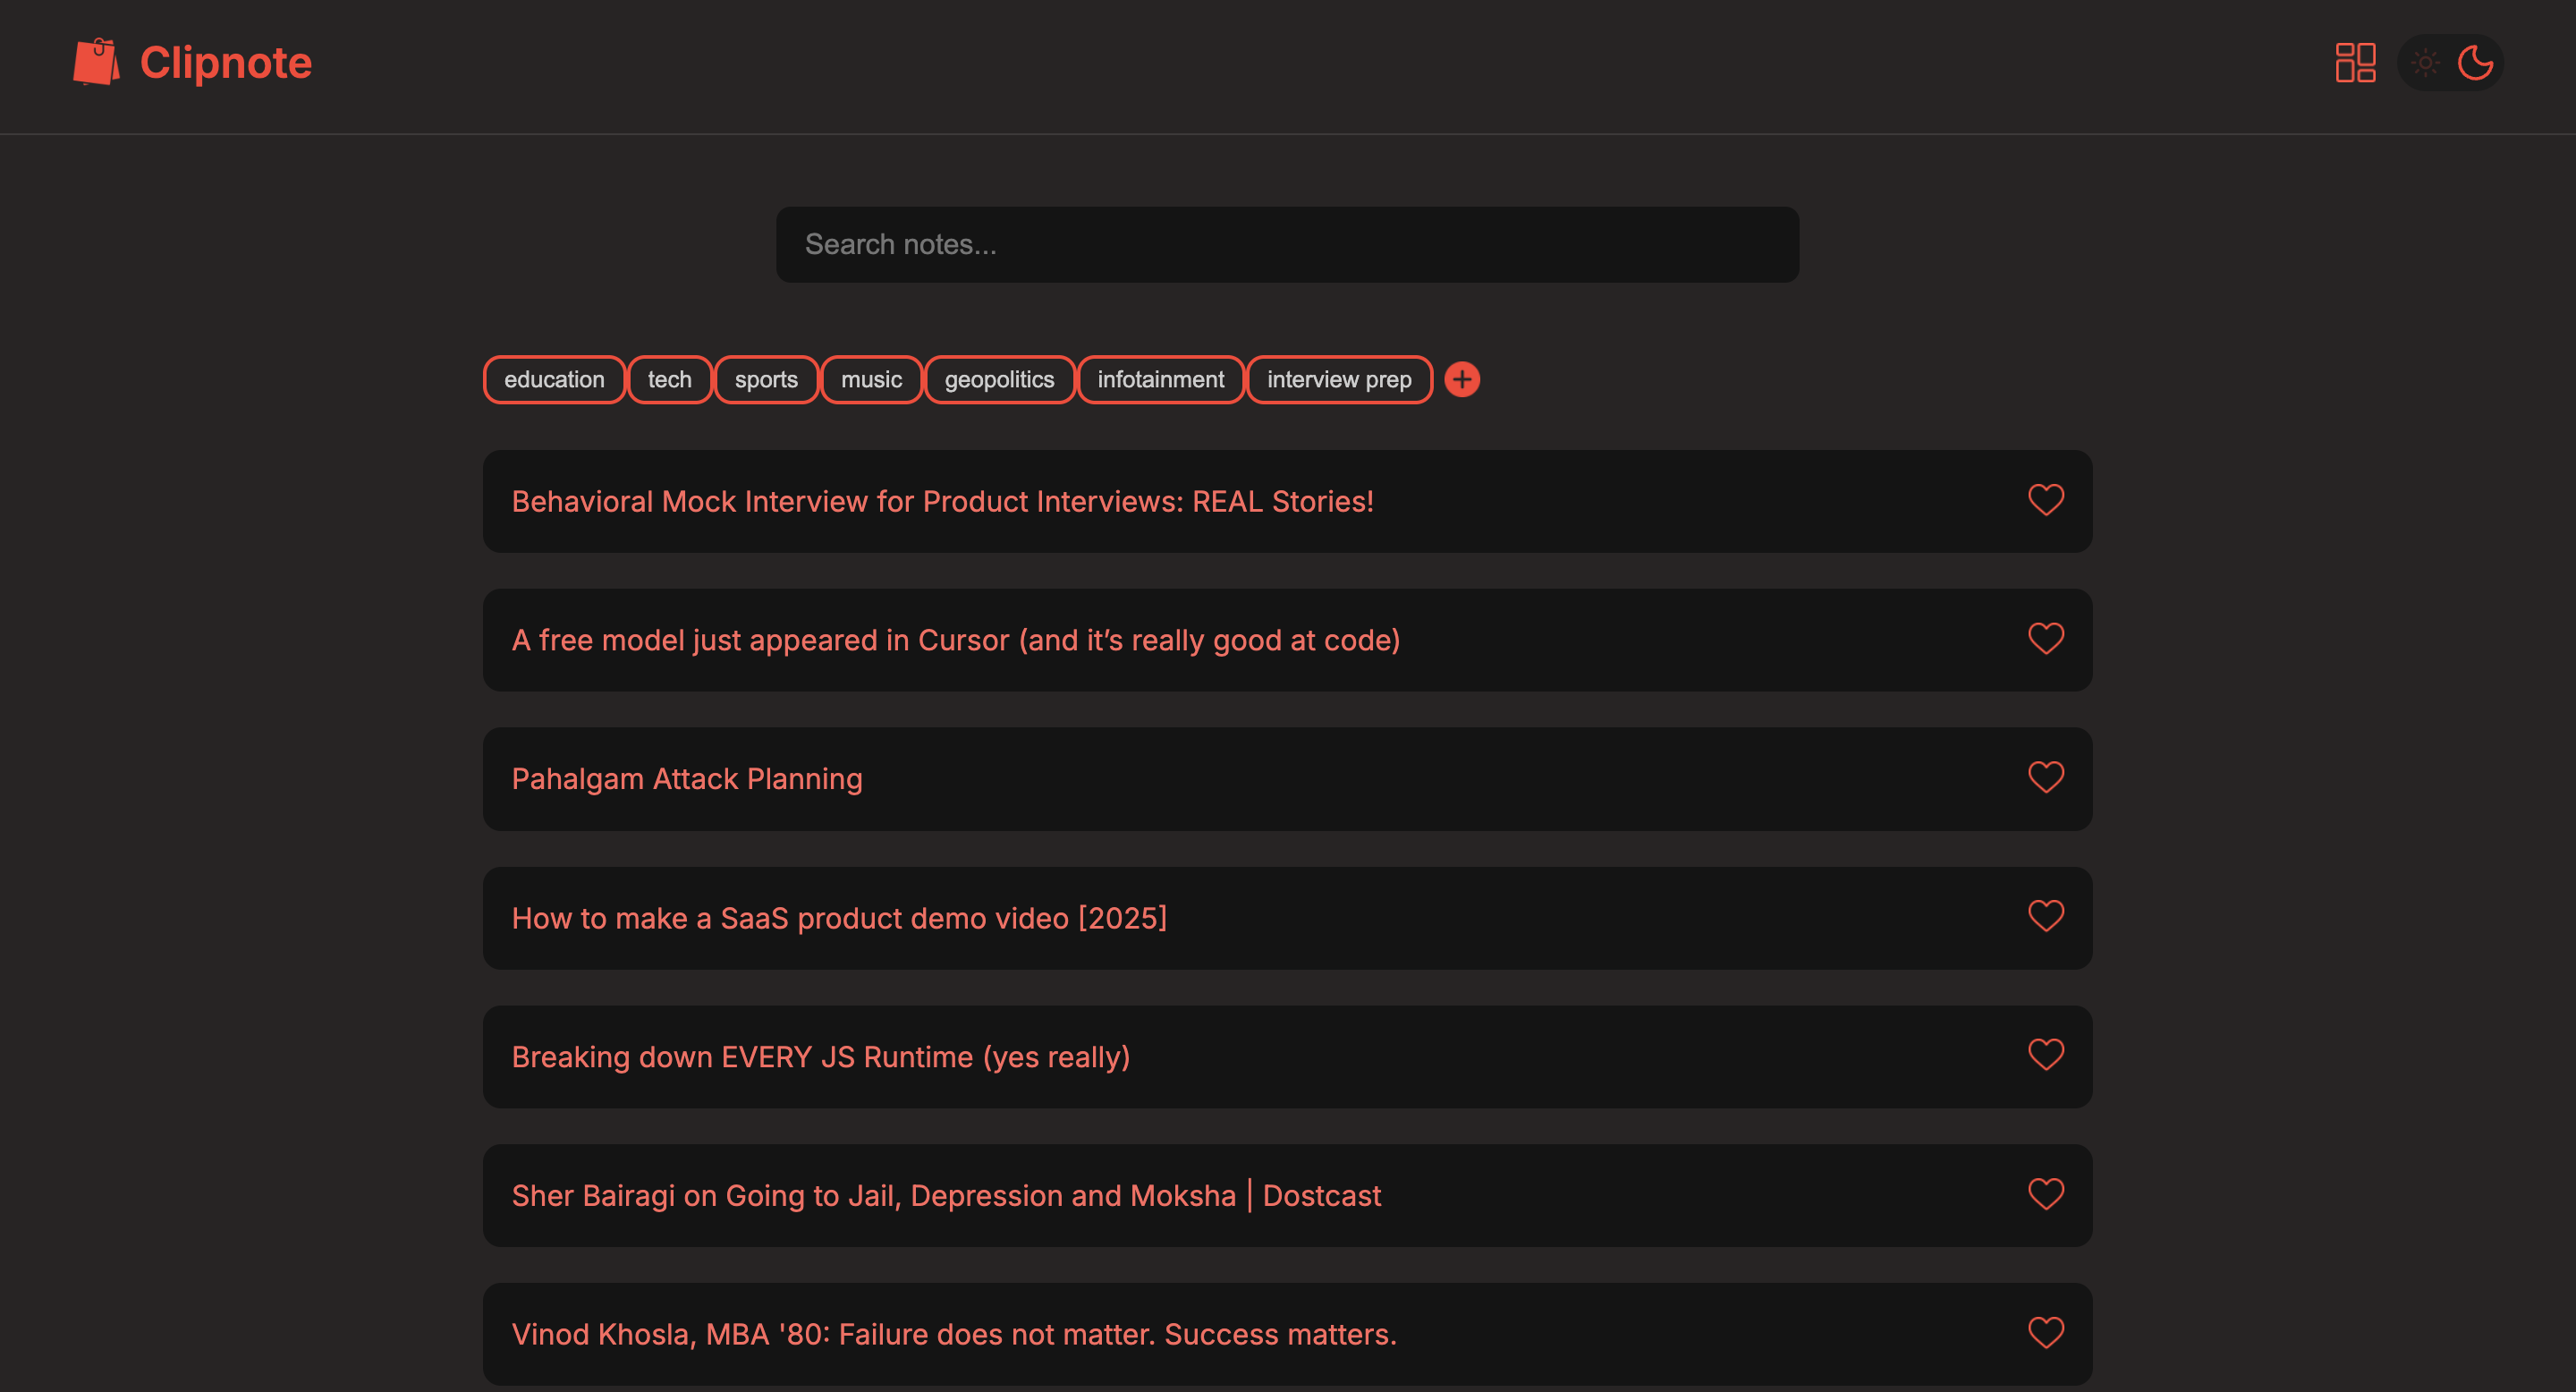 Clipnote
Search notes...
education tech sports music geopolitics infotainment interview prep
Behavioral Mock Interview for Product Interviews: REAL Stories!
A free model just appeared in Cursor (and it’s really good at code)
Pahalgam Attack Planning
How to make a SaaS product demo video [2025]
Breaking down EVERY JS Runtime (yes really)
Sher Bairagi on Going to Jail, Depression and Moksha | Dostcast
Vinod Khosla, MBA '80: Failure does not matter. Success matters.